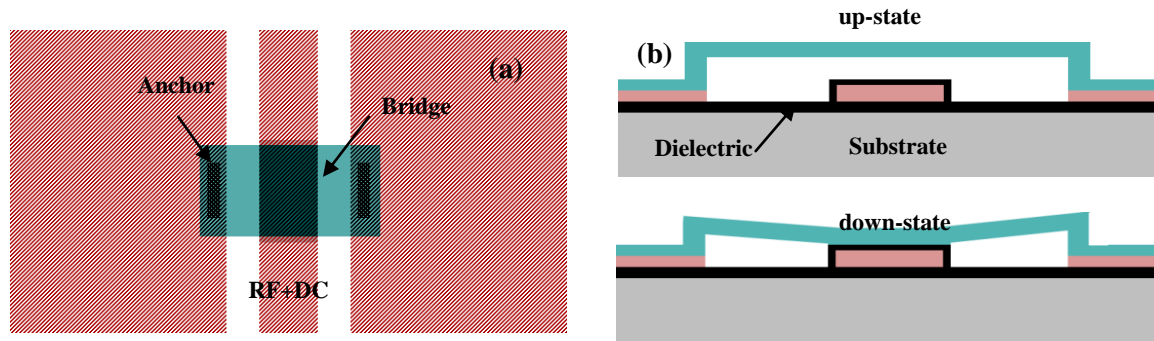 (a)
Anchor
Bridge
RF+DC
up-state
(b)
Dielectric
Substrate
down-state